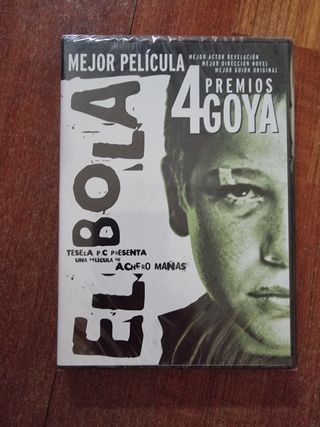 MEJOR PELÍCULA
MEJOR ACTOR REVELACIÓN
MEJOR DIRECCIÓN NOVEL
MEJOR GUIÓN ORIGINAL
4 PREMIOS
GOYA
EL BOLA
TESELA P.C PRESENTA
UNA PELÍCULA DE
ACHERO MAÑAS